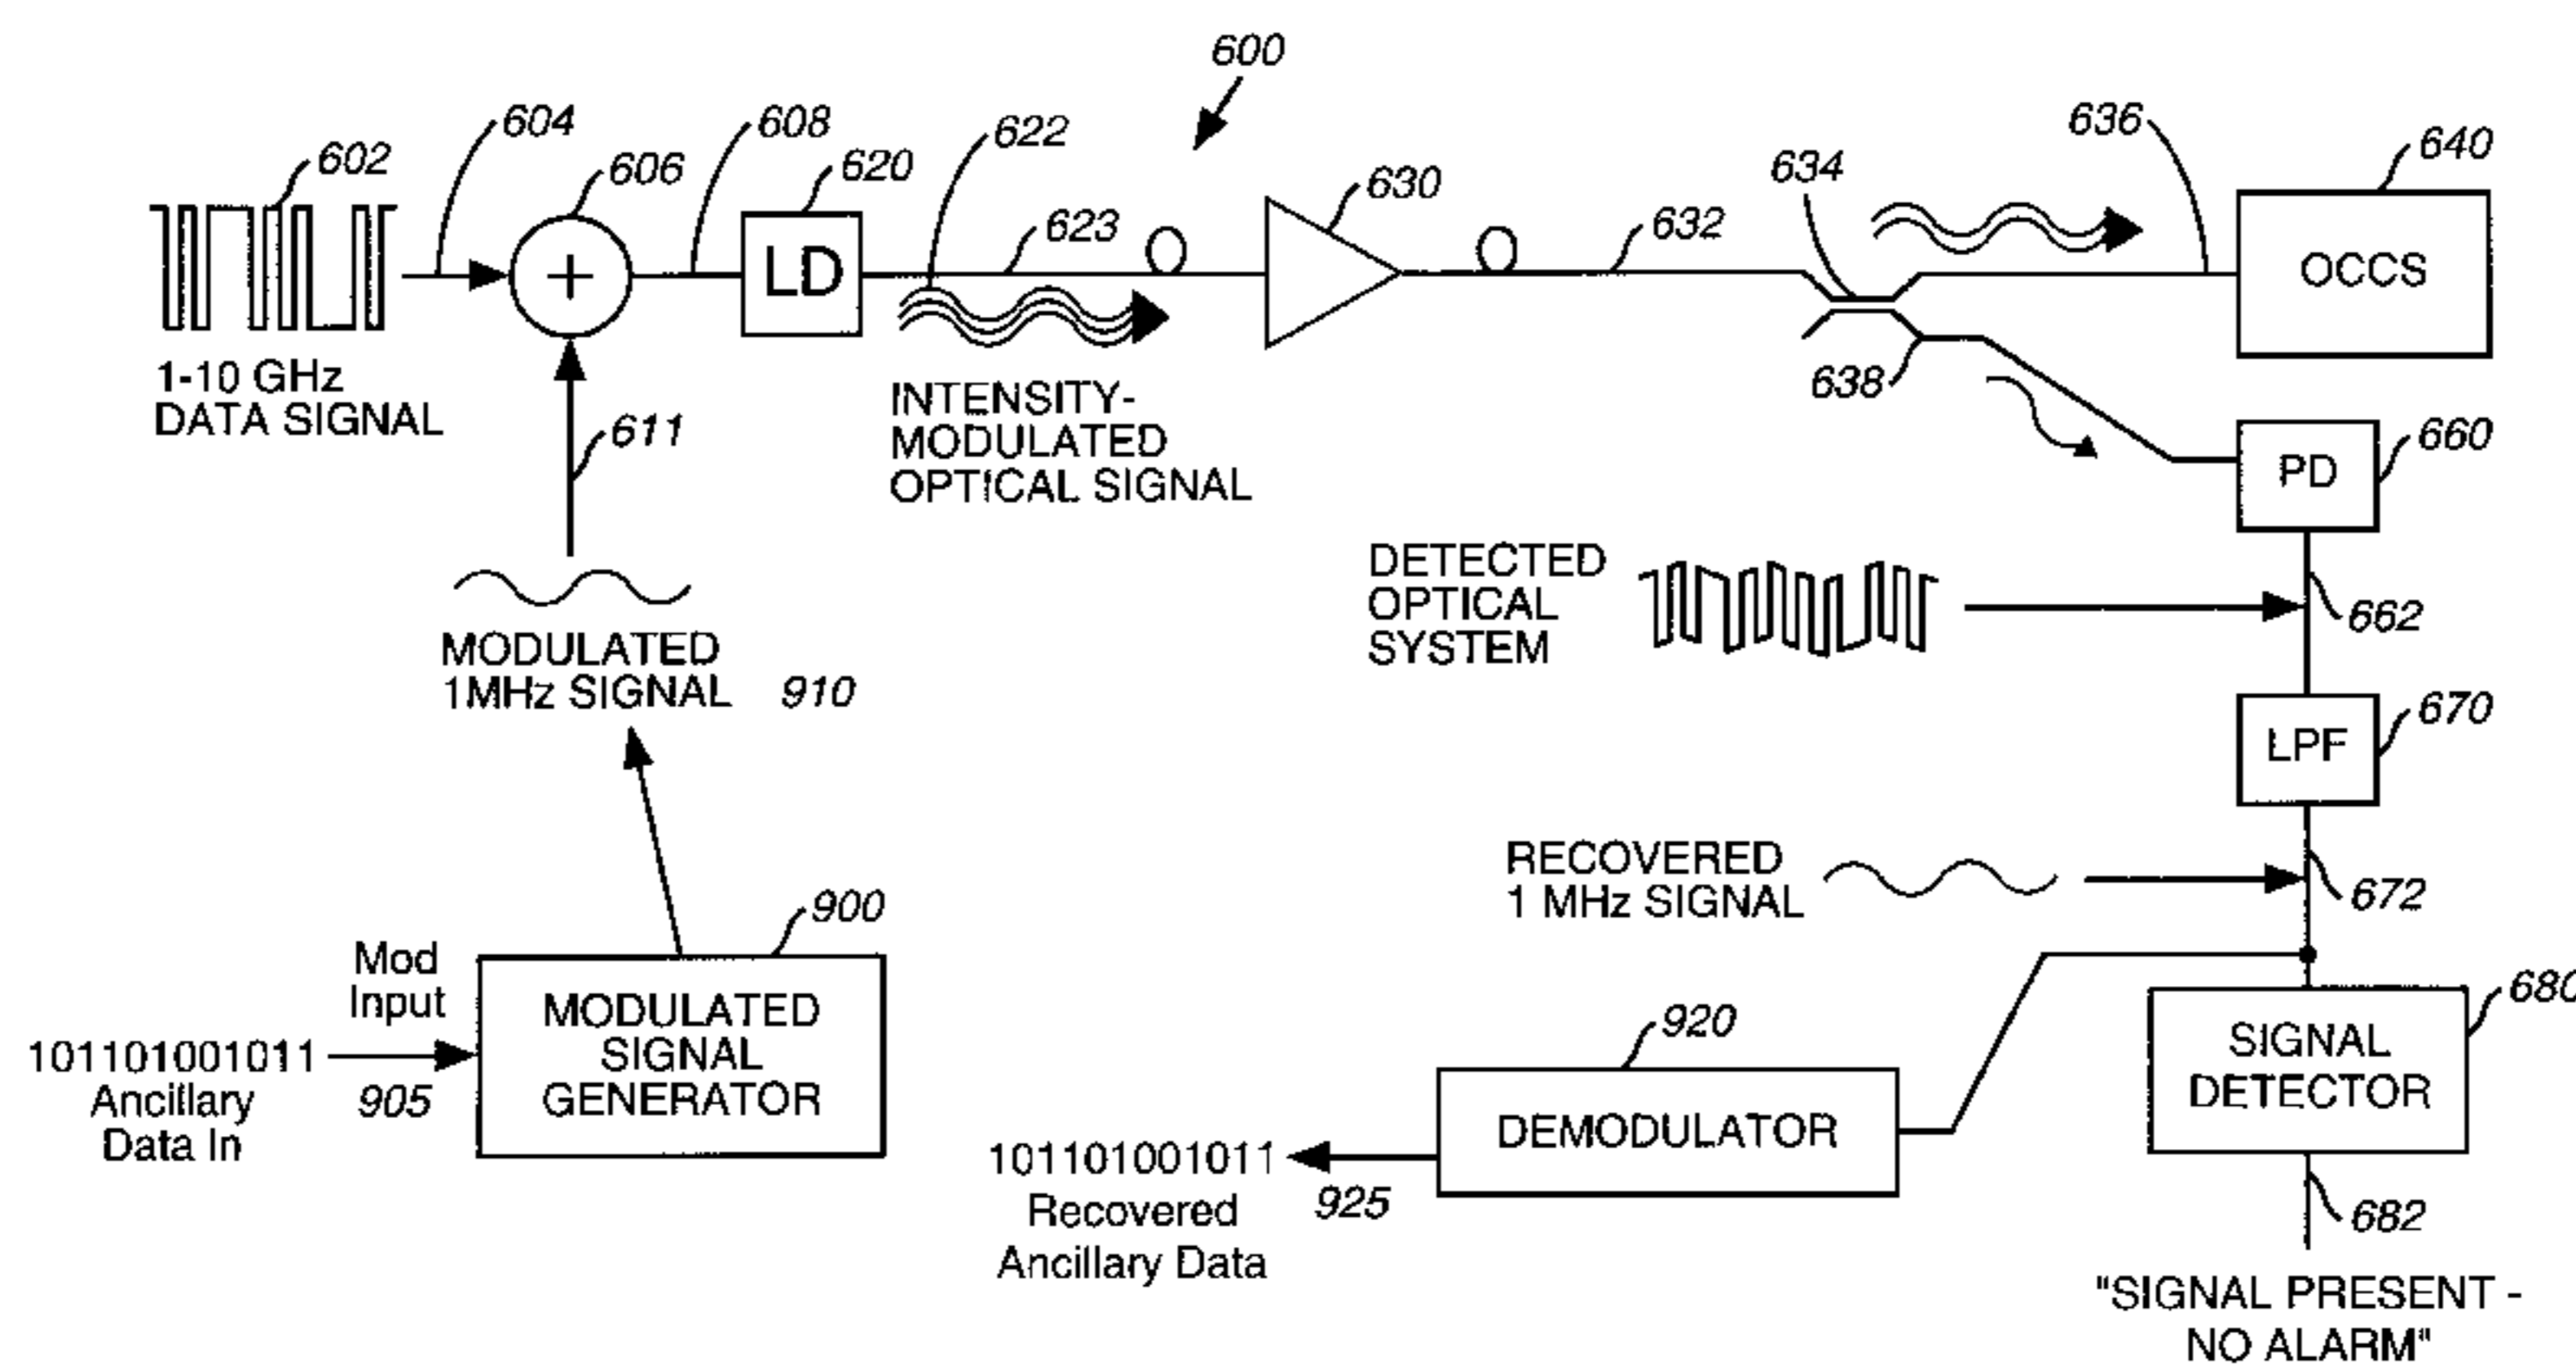 600
602
604
606
608
620
622
623
630
632
634
636
640
+
LD
OCCS
1-10 GHz
DATA SIGNAL
611
INTENSITY-
MODULATED
OPTICAL SIGNAL
638
PD
660
DETECTED
OPTICAL
SYSTEM
662
MODULATED
1MHz SIGNAL 910
LPF
670
RECOVERED
1 MHz SIGNAL
672
900
Mod
Input
MODULATED
SIGNAL
GENERATOR
101101001011
Ancillary
Data In
905
920
DEMODULATOR
680
SIGNAL
DETECTOR
101101001011
Recovered
Ancillary Data
925
682
"SIGNAL PRESENT -
NO ALARM"